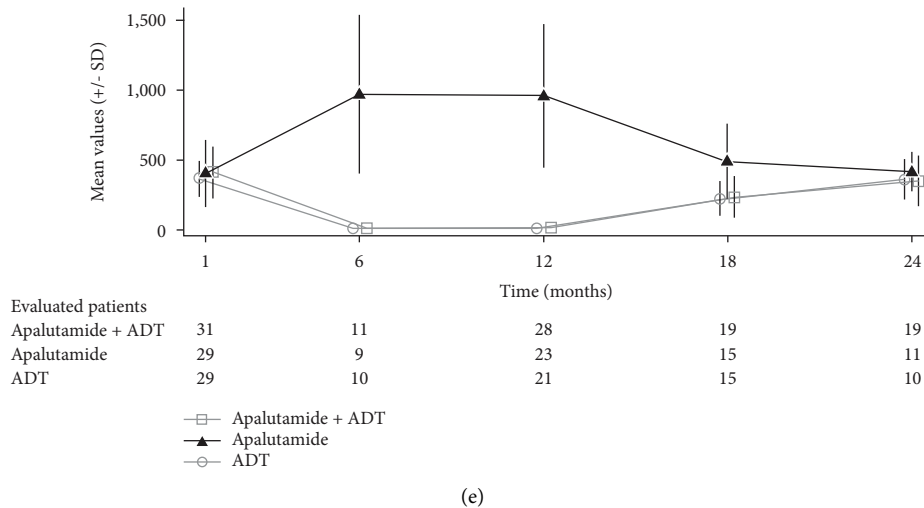 1,500
1,000
500
0
Mean values (+/- SD)
1 6 12 18 24
Time (months)
Evaluated patients
Apalutamide + ADT 31 11 28 19 19
Apalutamide 29 9 23 15 11
ADT 29 10 21 15 10
Apalutamide + ADT
Apalutamide
ADT
(e)